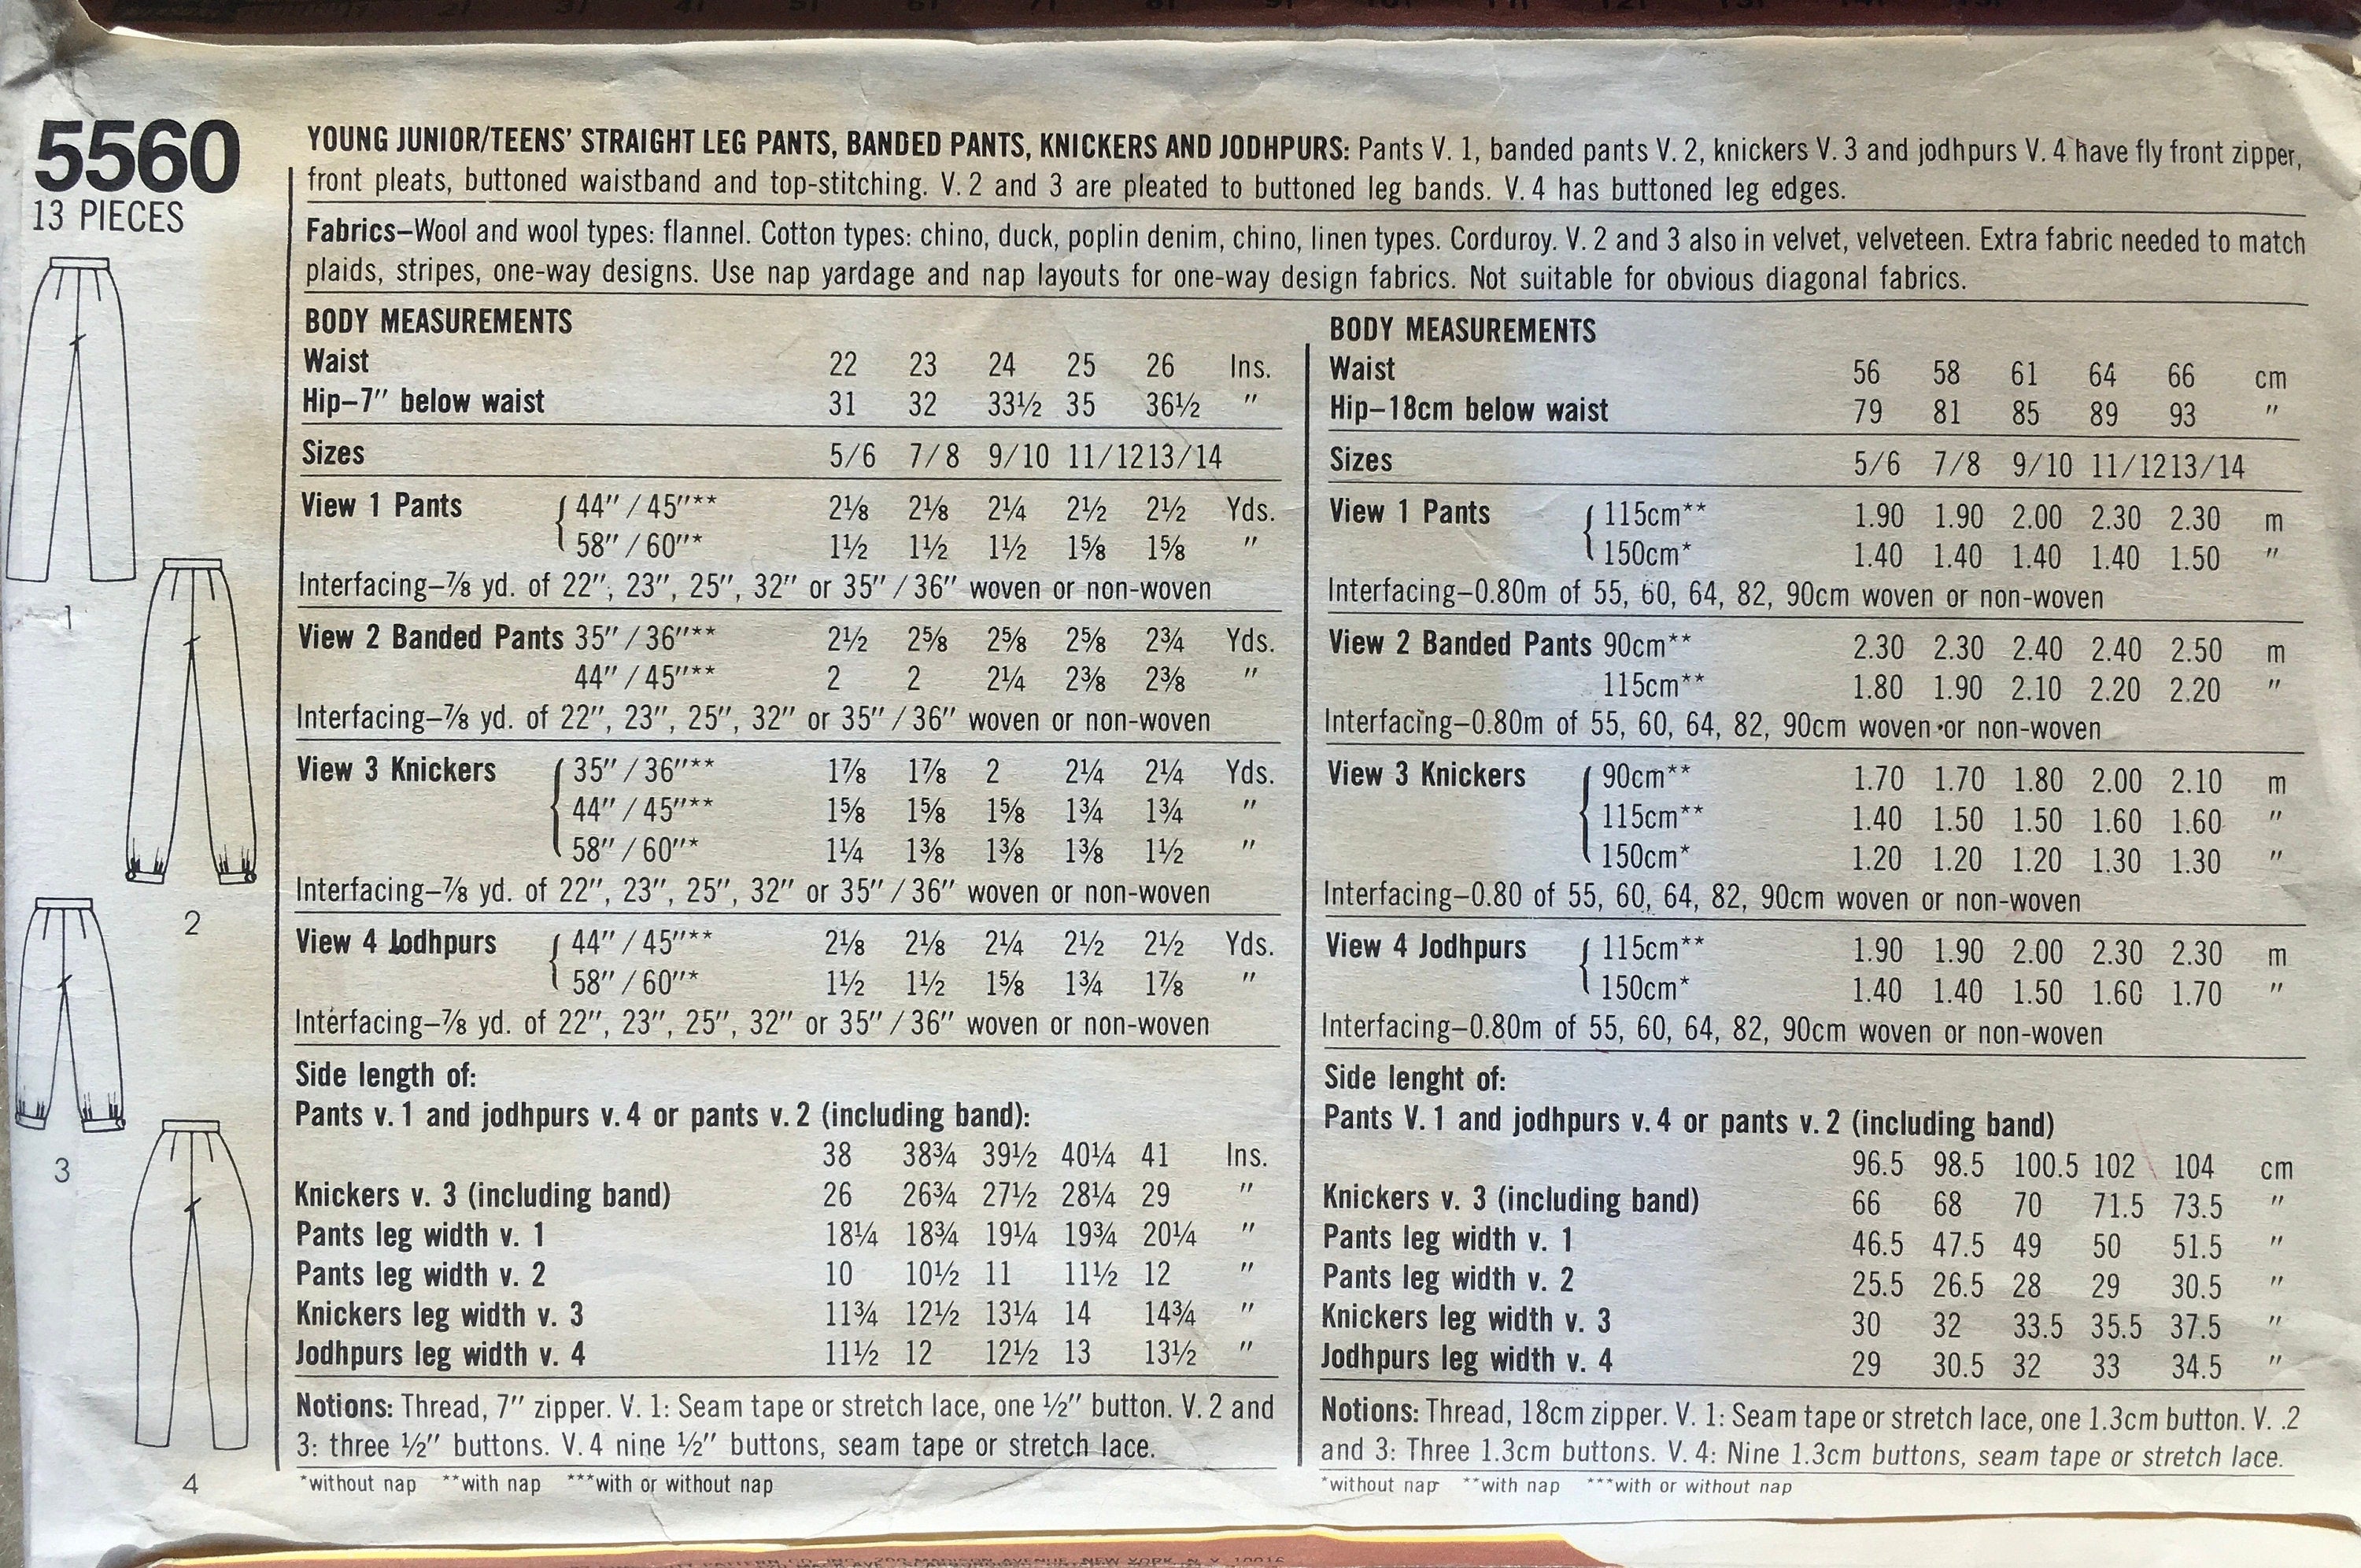 5560
13 PIECES
YOUNG JUNIOR/TEENS' STRAIGHT LEG PANTS, BANDED PANTS, KNICKERS AND JODHPURS: Pants V. 1, banded pants V. 2, knickers V. 3 and jodhpurs V. 4 have fly front zipper,
front pleats, buttoned waistband and top-stitching. V. 2 and 3 are pleated to buttoned leg bands. V. 4 has buttoned leg edges.
Fabrics–Wool and wool types: flannel. Cotton types: chino, duck, poplin denim, chino, linen types. Corduroy. V. 2 and 3 also in velvet, velveteen. Extra fabric needed to match
plaids, stripes, one-way designs. Use nap yardage and nap layouts for one-way design fabrics. Not suitable for obvious diagonal fabrics.
1
2
3
4
BODY MEASUREMENTS
Waist 22 23 24 25 26 Ins.
Hip–7″ below waist 31 32 33½ 35 36½ ″
Sizes 5/6 7/8 9/10 11/12 13/14
View 1 Pants 44″/45″** 2⅛ 2⅛ 2¼ 2½ 2½ Yds.
58″/60″* 1½ 1½ 1½ 1⅝ 1⅝ ″
Interfacing–⅞ yd. of 22″, 23″, 25″, 32″ or 35″/36″ woven or non-woven
View 2 Banded Pants 35″/36″** 2½ 2⅝ 2⅝ 2⅝ 2¾ Yds.
44″/45″** 2 2 2¼ 2⅜ 2⅜ ″
Interfacing–⅞ yd. of 22″, 23″, 25″, 32″ or 35″/36″ woven or non-woven
View 3 Knickers 35″/36″** 1⅞ 1⅞ 2 2¼ 2¼ Yds.
44″/45″** 1⅝ 1⅝ 1⅝ 1¾ 1¾ ″
58″/60″* 1¼ 1⅜ 1⅜ 1⅜ 1½ ″
Interfacing–⅞ yd. of 22″, 23″, 25″, 32″ or 35″/36″ woven or non-woven
View 4 Jodhpurs 44″/45″** 2⅛ 2⅛ 2¼ 2½ 2½ Yds.
58″/60″* 1½ 1½ 1⅝ 1¾ 1⅞ ″
Interfacing–⅞ yd. of 22″, 23″, 25″, 32″ or 35″/36″ woven or non-woven
Side length of:
Pants v. 1 and jodhpurs v. 4 or pants v. 2 (including band):
38 38¾ 39½ 40¼ 41 Ins.
Knickers v. 3 (including band) 26 26¾ 27½ 28¼ 29 ″
Pants leg width v. 1 18¼ 18¾ 19¼ 19¾ 20¼ ″
Pants leg width v. 2 10 10½ 11 11½ 12 ″
Knickers leg width v. 3 11¾ 12½ 13¼ 14 14¾ ″
Jodhpurs leg width v. 4 11½ 12 12½ 13 13½ ″
Notions: Thread, 7″ zipper. V. 1: Seam tape or stretch lace, one ½″ button. V. 2 and
3: three ½″ buttons. V. 4 nine ½″ buttons, seam tape or stretch lace.
*without nap **with nap ***with or without nap
BODY MEASUREMENTS
Waist 56 58 61 64 66 cm
Hip–18cm below waist 79 81 85 89 93 ″
Sizes 5/6 7/8 9/10 11/12 13/14
View 1 Pants 115cm** 1.90 1.90 2.00 2.30 2.30 m
150cm* 1.40 1.40 1.40 1.40 1.50 ″
Interfacing–0.80m of 55, 60, 64, 82, 90cm woven or non-woven
View 2 Banded Pants 90cm** 2.30 2.30 2.40 2.40 2.50 m
115cm** 1.80 1.90 2.10 2.20 2.20 ″
Interfacing–0.80m of 55, 60, 64, 82, 90cm woven or non-woven
View 3 Knickers 90cm** 1.70 1.70 1.80 2.00 2.10 m
115cm** 1.40 1.50 1.50 1.60 1.60 ″
150cm* 1.20 1.20 1.20 1.30 1.30 ″
Interfacing–0.80 of 55, 60, 64, 82, 90cm woven or non-woven
View 4 Jodhpurs 115cm** 1.90 1.90 2.00 2.30 2.30 m
150cm* 1.40 1.40 1.50 1.60 1.70 ″
Interfacing–0.80m of 55, 60, 64, 82, 90cm woven or non-woven
Side lenght of:
Pants V. 1 and jodhpurs v. 4 or pants v. 2 (including band)
96.5 98.5 100.5 102 104 cm
Knickers v. 3 (including band) 66 68 70 71.5 73.5 ″
Pants leg width v. 1 46.5 47.5 49 50 51.5 ″
Pants leg width v. 2 25.5 26.5 28 29 30.5 ″
Knickers leg width v. 3 30 32 33.5 35.5 37.5 ″
Jodhpurs leg width v. 4 29 30.5 32 33 34.5 ″
Notions: Thread, 18cm zipper. V. 1: Seam tape or stretch lace, one 1.3cm button. V. .2
and 3: Three 1.3cm buttons. V. 4: Nine 1.3cm buttons, seam tape or stretch lace.
*without nap **with nap ***with or without nap